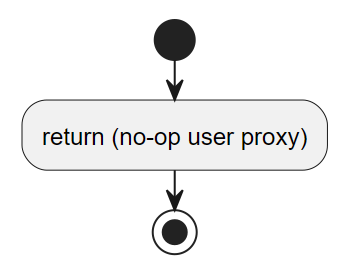 return (no-op user proxy)